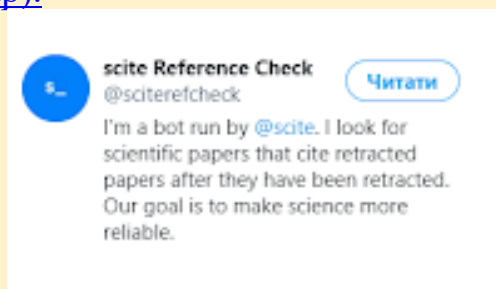 p).
scite Reference Check
Читати
s_
@sciterefcheck
I'm a bot run by @scite. I look for
scientific papers that cite retracted
papers after they have been retracted.
Our goal is to make science more
reliable.